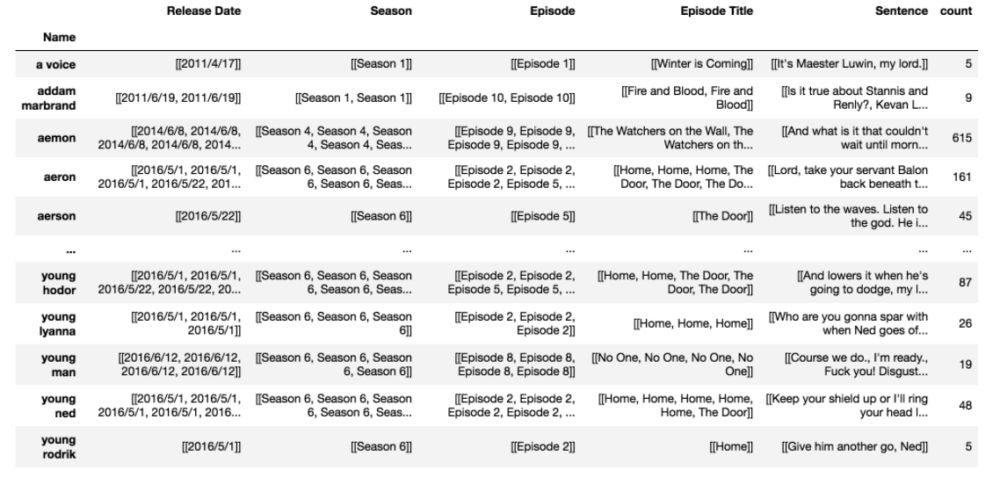 Release Date Season Episode Episode Title Sentence count
Name
a voice [[2011/4/17]] [[Season 1]] [[Episode 1]] [[Winter is Coming]] [[It's Maester Luwin, my lord.]] 5
addam [[Fire and Blood, Fire and [[Is it true about Stannis and
marbrand [[2011/6/19, 2011/6/19]] [[Season 1, Season 1]] [[Episode 10, Episode 10]] Blood]] Renly?, Kevan L... 9
[[2014/6/8, 2014/6/8, [[Season 4, Season 4, Season [[Episode 9, Episode 9, [[The Watchers on the Wall, The [[And what is it that couldn't
aemon 2014/6/8, 2014/6/8, 2014... 4, Season 4, Seas... Episode 9, Episode 9, ... Watchers on th... wait until morn... 615
[[2016/5/1, 2016/5/1, [[Season 6, Season 6, Season [[Episode 2, Episode 2, [[Home, Home, Home, The [[Lord, take your servant Balon
aeron 2016/5/1, 2016/5/22, 201... 6, Season 6, Seas... Episode 2, Episode 5, ... Door, The Door, The Do... back beneath t... 161
[[Listen to the waves. Listen to
aerson [[2016/5/22]] [[Season 6]] [[Episode 5]] [[The Door]] the god. He i... 45
... ... ... ... ... ... ...
young [[2016/5/1, 2016/5/1, [[Season 6, Season 6, Season [[Episode 2, Episode 2, [[Home, Home, The Door, The [[And lowers it when he's
hodor 2016/5/22, 2016/5/22, 20... 6, Season 6, Seas... Episode 5, Episode 5, ... Door, The Door]] going to dodge, my l... 87
young [[2016/5/1, 2016/5/1, [[Season 6, Season 6, Season [[Episode 2, Episode 2, [[Who are you gonna spar with
lyanna 2016/5/1]] 6]] Episode 2]] [[Home, Home, Home]] when Ned goes of... 26
young [[2016/6/12, 2016/6/12, [[Season 6, Season 6, Season [[Episode 8, Episode 8, [[No One, No One, No One, No [[Course we do., I'm ready.,
man 2016/6/12, 2016/6/12]] 6, Season 6]] Episode 8, Episode 8]] One]] Fuck you! Disgust... 19
young [[2016/5/1, 2016/5/1, [[Season 6, Season 6, Season [[Episode 2, Episode 2, [[Home, Home, Home, Home, [[Keep your shield up or I'll ring
ned 2016/5/1, 2016/5/1, 2016... 6, Season 6, Seas... Episode 2, Episode 2, ... Home, The Door]] your head l... 48
young
rodrik [[2016/5/1]] [[Season 6]] [[Episode 2]] [[Home]] [[Give him another go, Ned]] 5